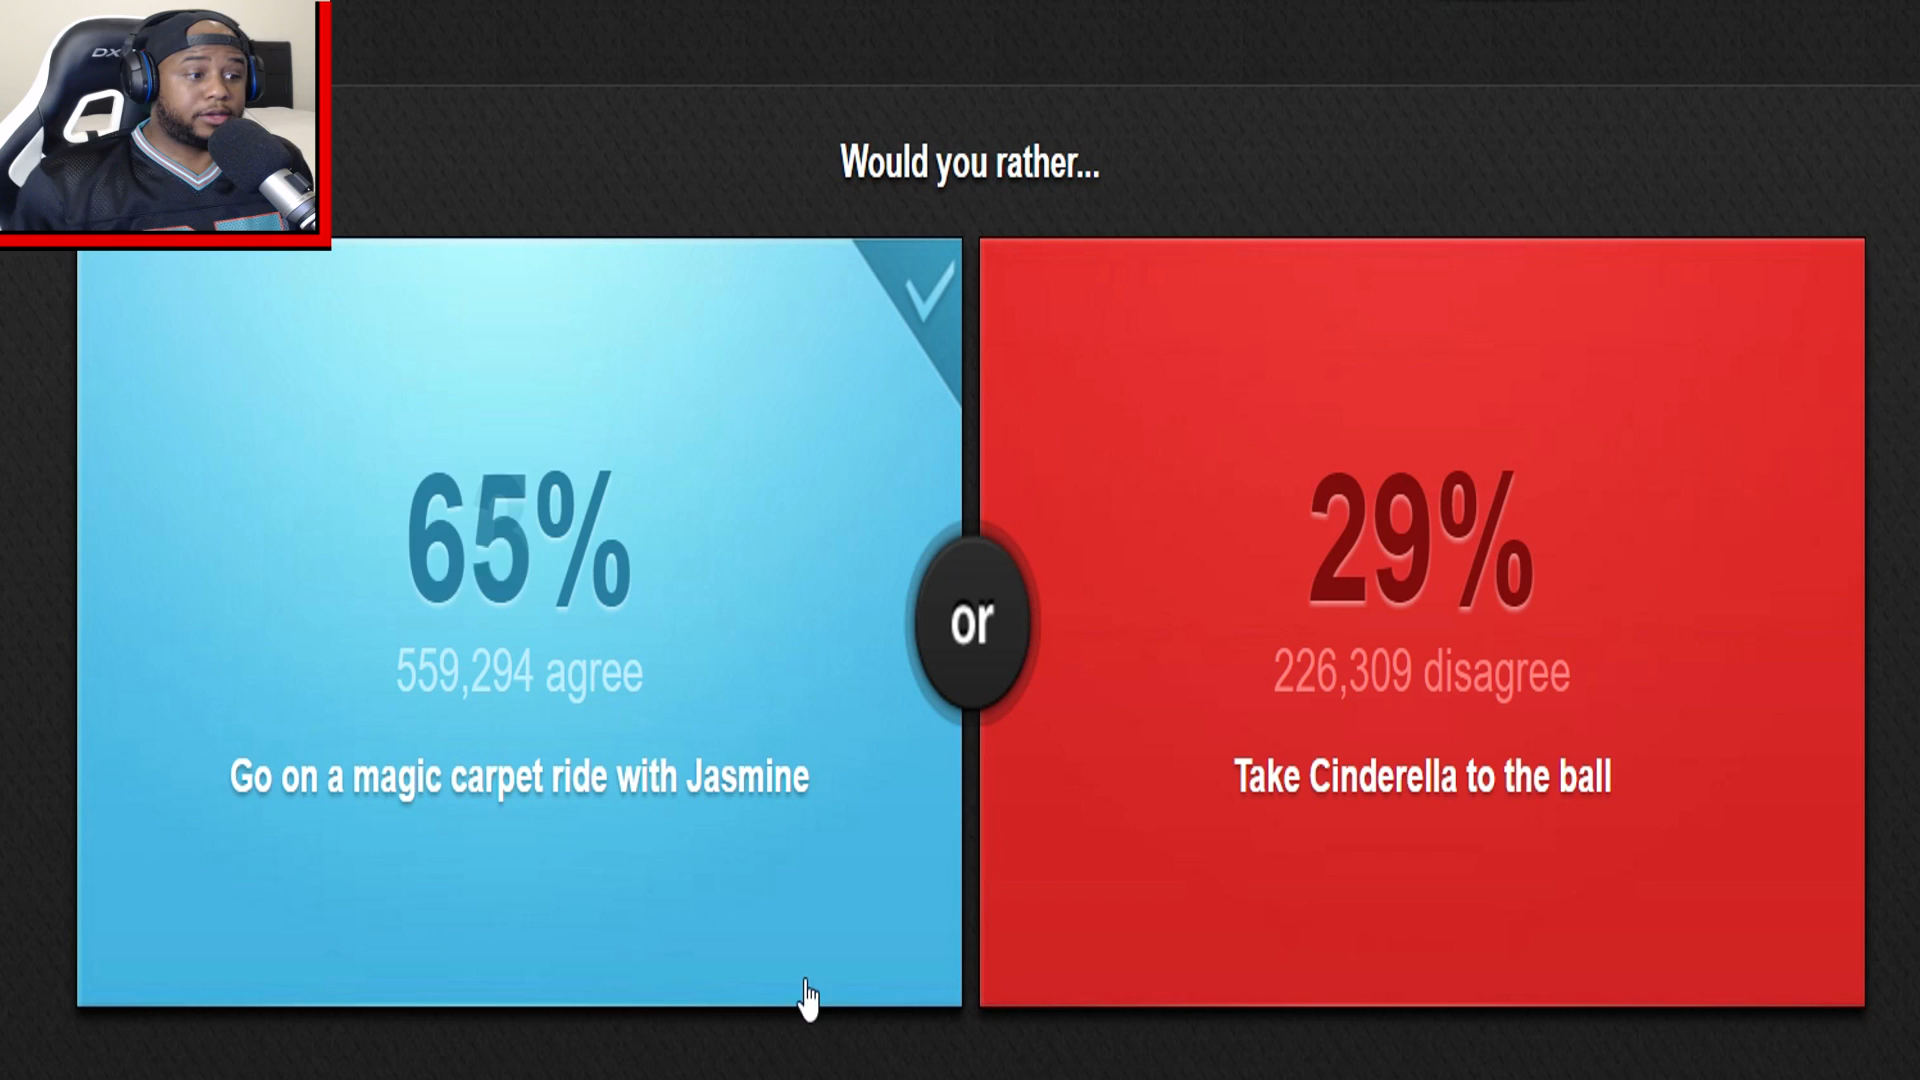 DX
Would you rather...
65%
559,294 agree
Go on a magic carpet ride with Jasmine
or
29%
226,309 disagree
Take Cinderella to the ball